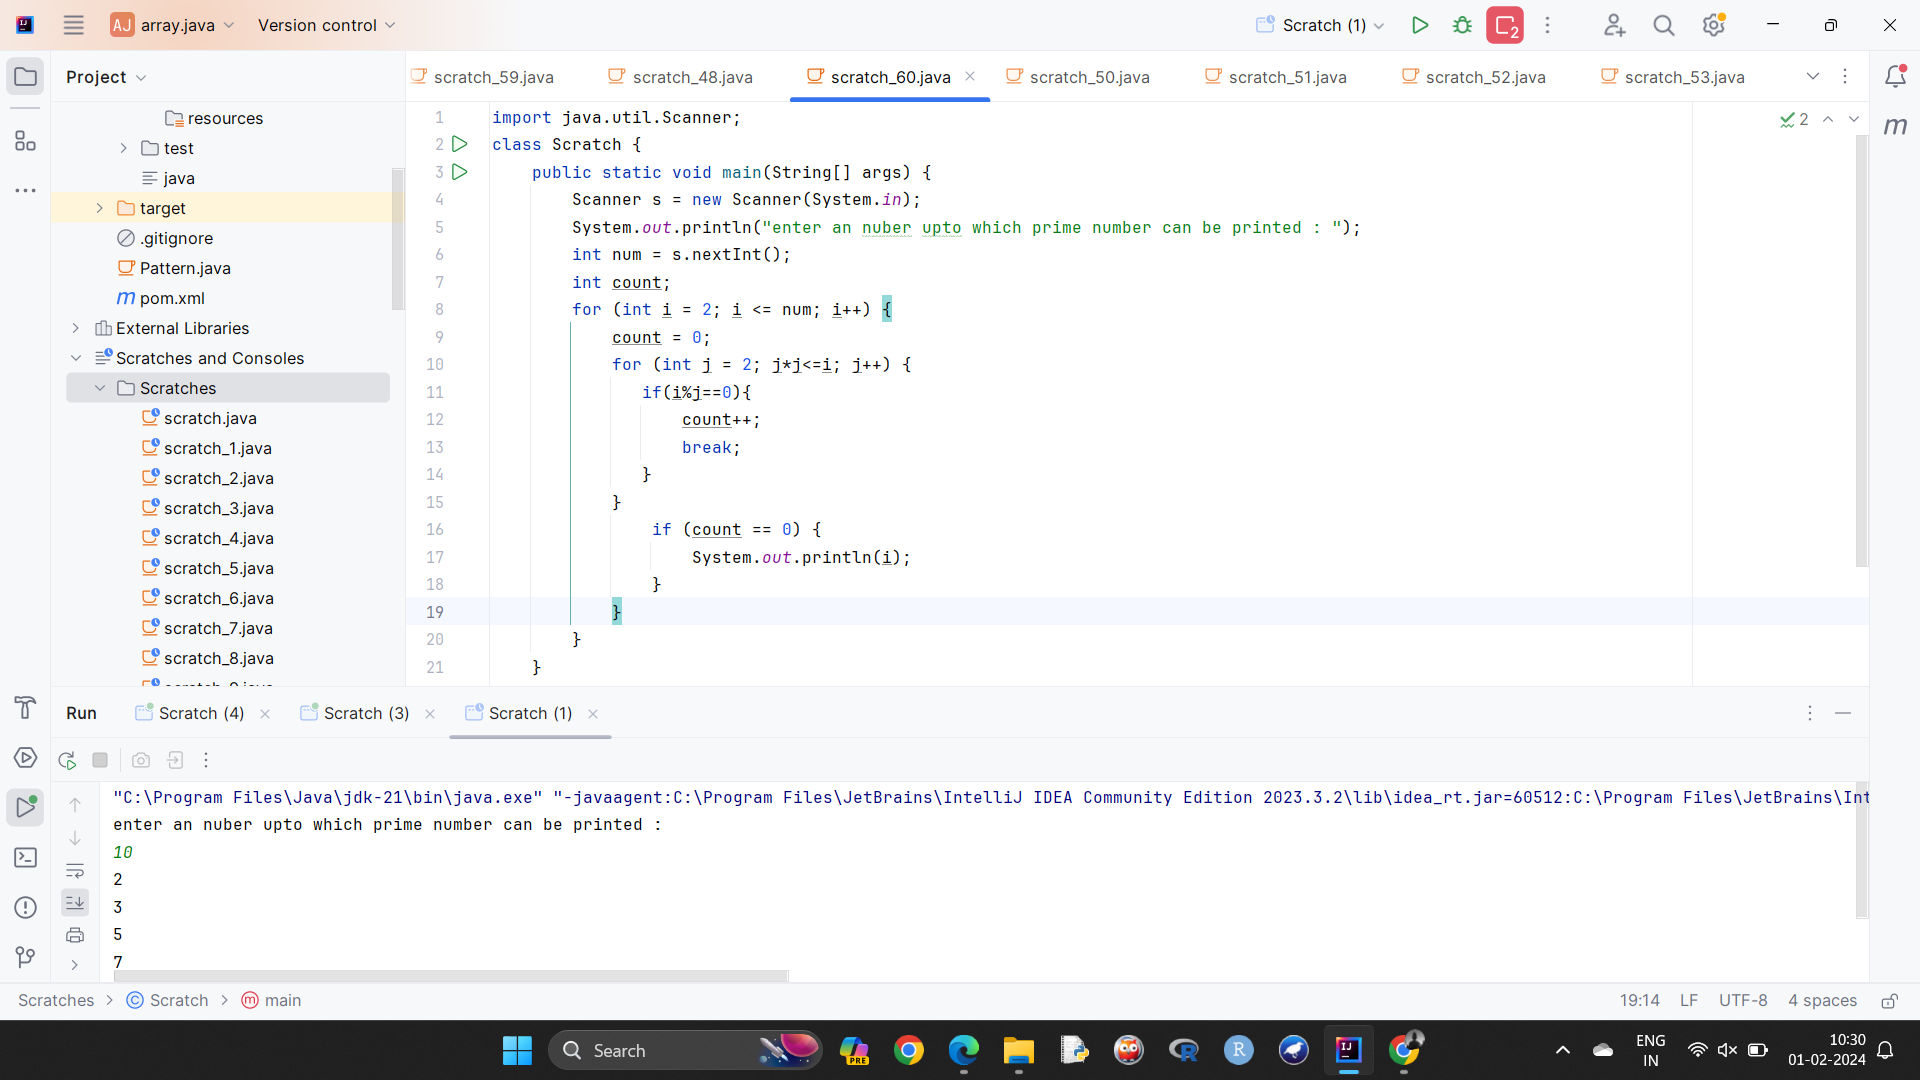 AJ array.java Version control Scratch (1) 2
Project
scratch_59.java scratch_48.java scratch_60.java scratch_50.java scratch_51.java scratch_52.java scratch_53.java
resources
test
java
target
.gitignore
Pattern.java
m pom.xml
External Libraries
Scratches and Consoles
Scratches
scratch.java
scratch_1.java
scratch_2.java
scratch_3.java
scratch_4.java
scratch_5.java
scratch_6.java
scratch_7.java
scratch_8.java
2
m
1 import java.util.Scanner;
2 class Scratch {
3 public static void main(String[] args) {
4 Scanner s = new Scanner(System.in);
5 System.out.println("enter an nuber upto which prime number can be printed : ");
6 int num = s.nextInt();
7 int count;
8 for (int i = 2; i <= num; i++) {
9 count = 0;
10 for (int j = 2; j*j<=i; j++) {
11 if(i%j==0){
12 count++;
13 break;
14 }
15 }
16 if (count == 0) {
17 System.out.println(i);
18 }
19 }
20 }
21 }
Run Scratch (4) Scratch (3) Scratch (1)
"C:\Program Files\Java\jdk-21\bin\java.exe" "-javaagent:C:\Program Files\JetBrains\IntelliJ IDEA Community Edition 2023.3.2\lib\idea_rt.jar=60512:C:\Program Files\JetBrains\Int
enter an nuber upto which prime number can be printed :
10
2
3
5
7
Scratches > Scratch > main 19:14 LF UTF-8 4 spaces
Search PRE ENG IN 10:30
01-02-2024